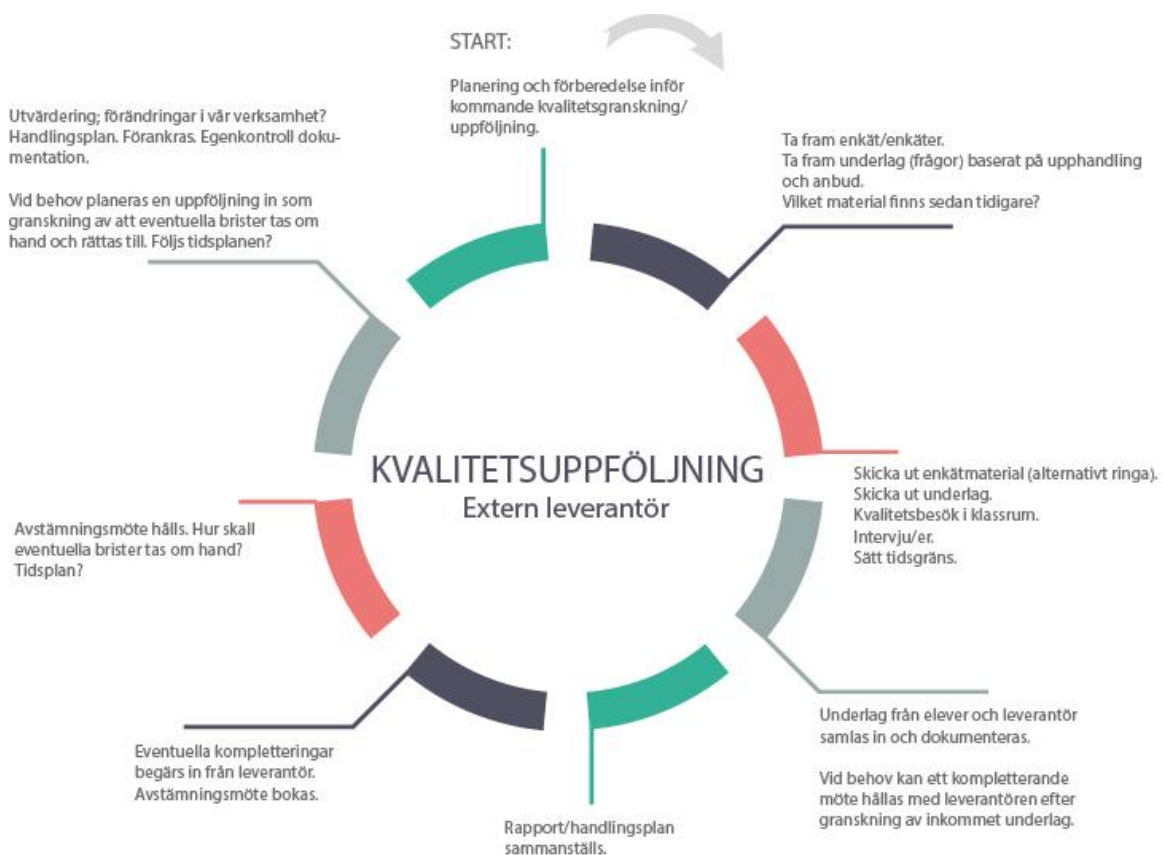 START:
Planering och förberedelse inför
kommande kvalitetsgranskning/
uppföljning.
Ta fram enkät/enkäter.
Ta fram underlag (frågor) baserat på upphandling
och anbud.
Vilket material finns sedan tidigare?
Skicka ut enkätmaterial (alternativt ringa).
Skicka ut underlag.
Kvalitetsbesök i klassrum.
Intervju/er.
Sätt tidsgräns.
Underlag från elever och leverantör
samlas in och dokumenteras.
Vid behov kan ett kompletterande
möte hållas med leverantören efter
granskning av inkommet underlag.
Rapport/handlingsplan
sammanställs.
Eventuella kompletteringar
begärs in från leverantör.
Avstämningsmöte bokas.
Avstämningsmöte hålls. Hur skall
eventuella brister tas om hand?
Tidsplan?
Utvärdering; förändringar i vår verksamhet?
Handlingsplan. Förankras. Egenkontroll doku-
mentation.
Vid behov planeras en uppföljning in som
granskning av att eventuella brister tas om
hand och rättas till. Följs tidsplanen?
KVALITETSUPPFÖLJNING
Extern leverantör